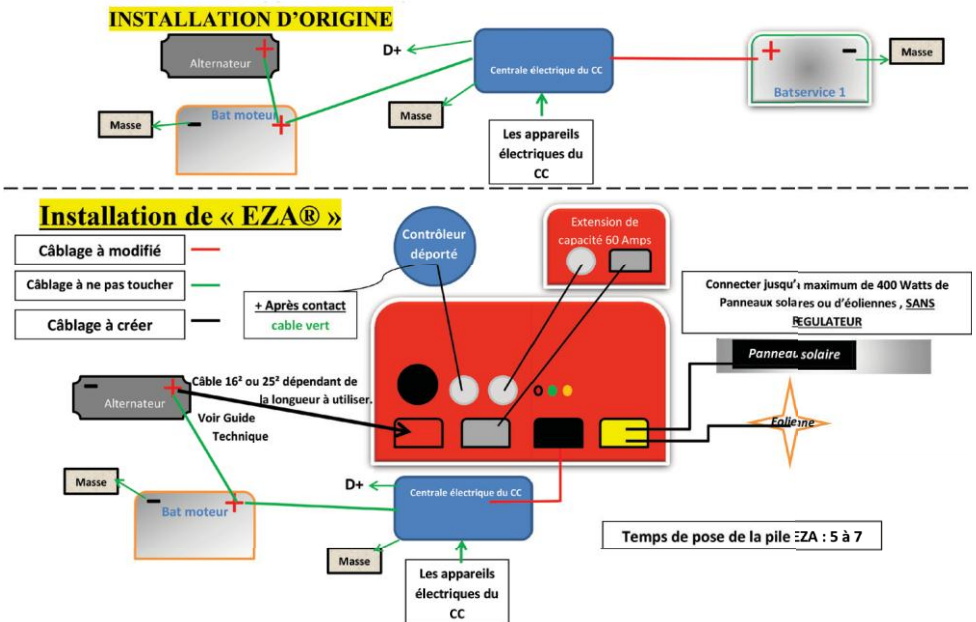 INSTALLATION D'ORIGINE
+
Alternateur
D+
Centrale électrique du CC
+ -
Masse
Batservice 1
Masse
Bat moteur
- +
Masse
Les appareils
électriques du
CC
Installation de « EZA® »
Câblage à modifié
Câblage à ne pas toucher
Câblage à créer
Contrôleur
déporté
+ Après contact
cable vert
Extension de
capacité 60 Amps
Connecter jusqu'a maximum de 400 Watts de
Panneaux solaires ou d'éoliennes , SANS
REGULATEUR
Panneau solaire
Eolienne
- +
Alternateur
Câble 16² ou 25² dépendant de
la longueur à utiliser.
Voir Guide
Technique
Masse
- +
Bat moteur
D+
Centrale électrique du CC
Masse
Les appareils
électriques du
CC
Temps de pose de la pile EZA : 5 à 7